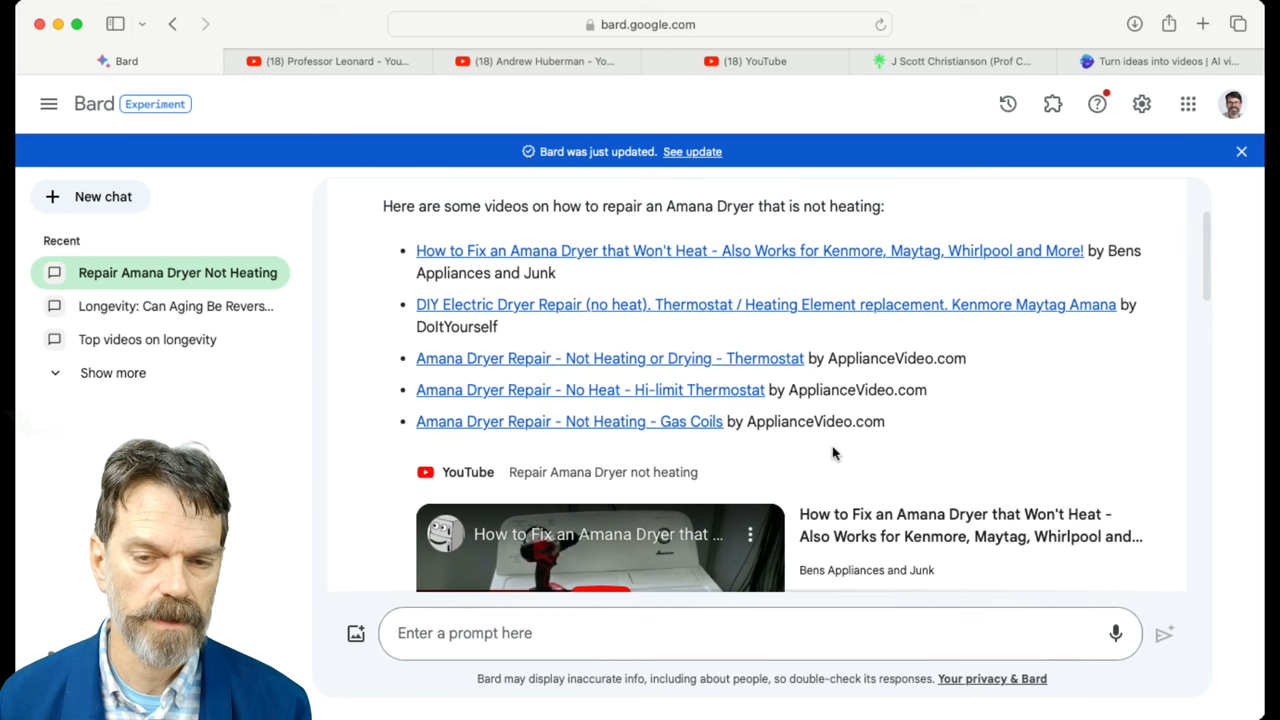 bard.google.com
Bard
(18) Professor Leonard - You...
(18) Andrew Huberman - Yo...
(18) YouTube
J Scott Christianson (Prof C...
Turn ideas into videos | AI vi...
Bard Experiment
Bard was just updated. See update
New chat
Recent
Repair Amana Dryer Not Heating
Longevity: Can Aging Be Revers...
Top videos on longevity
Show more
Here are some videos on how to repair an Amana Dryer that is not heating:
• How to Fix an Amana Dryer that Won't Heat - Also Works for Kenmore, Maytag, Whirlpool and More! by Bens
Appliances and Junk
• DIY Electric Dryer Repair (no heat). Thermostat / Heating Element replacement. Kenmore Maytag Amana by
DoItYourself
• Amana Dryer Repair - Not Heating or Drying - Thermostat by ApplianceVideo.com
• Amana Dryer Repair - No Heat - Hi-limit Thermostat by ApplianceVideo.com
• Amana Dryer Repair - Not Heating - Gas Coils by ApplianceVideo.com
YouTube Repair Amana Dryer not heating
How to Fix an Amana Dryer that ...
How to Fix an Amana Dryer that Won't Heat -
Also Works for Kenmore, Maytag, Whirlpool and...
Bens Appliances and Junk
Enter a prompt here
Bard may display inaccurate info, including about people, so double-check its responses. Your privacy & Bard